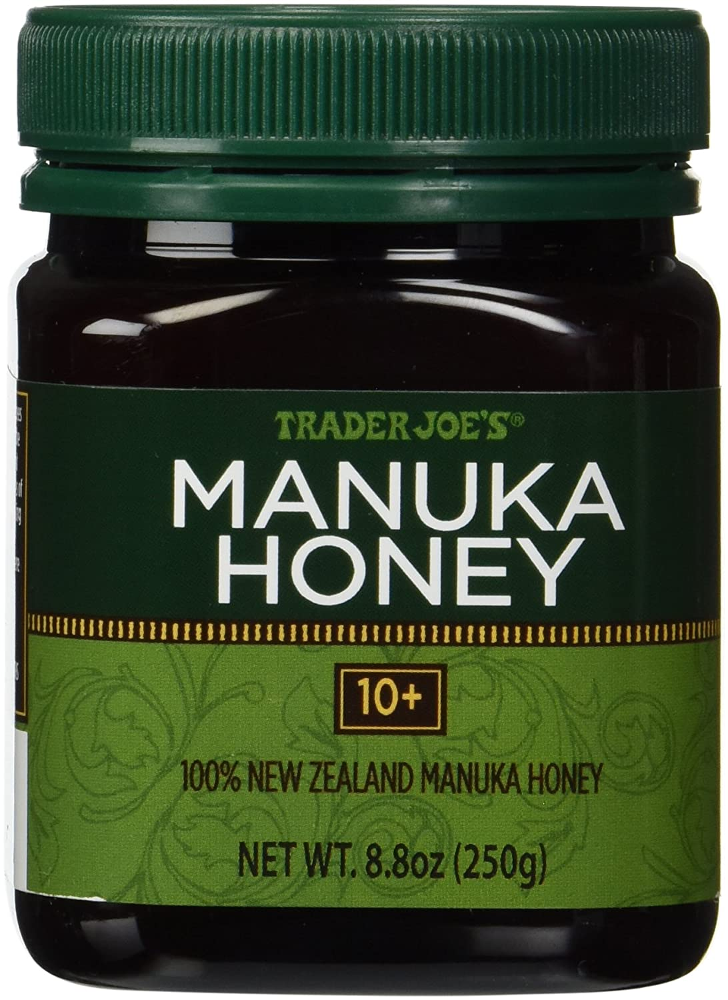 TRADER JOE'S®
MANUKA
HONEY
10+
100% NEW ZEALAND MANUKA HONEY
NET WT. 8.8oz (250g)